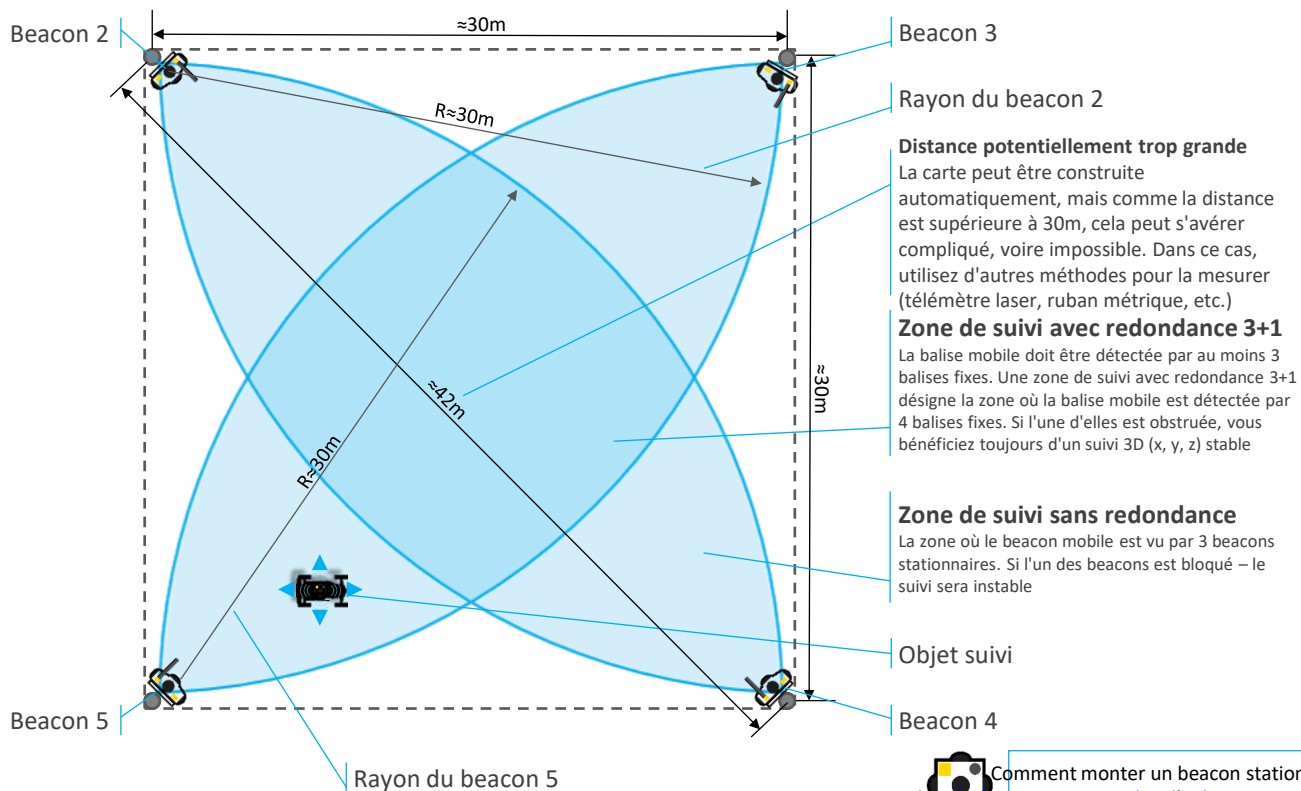 ≈30m
Beacon 2
Beacon 3
Rayon du beacon 2
R≈30m
Distance potentiellement trop grande
La carte peut être construite
automatiquement, mais comme la distance
est supérieure à 30m, cela peut s'avérer
compliqué, voire impossible. Dans ce cas,
utilisez d'autres méthodes pour la mesurer
(télémètre laser, ruban métrique, etc.)
Zone de suivi avec redondance 3+1
La balise mobile doit être détectée par au moins 3
balises fixes. Une zone de suivi avec redondance 3+1
désigne la zone où la balise mobile est détectée par
4 balises fixes. Si l'une d'elles est obstruée, vous
bénéficiez toujours d'un suivi 3D (x, y, z) stable
≈30m
≈42m
R≈30m
Zone de suivi sans redondance
La zone où le beacon mobile est vu par 3 beacons
stationnaires. Si l'un des beacons est bloqué – le
suivi sera instable
Objet suivi
Beacon 5
Beacon 4
Rayon du beacon 5
Comment monter un beacon station